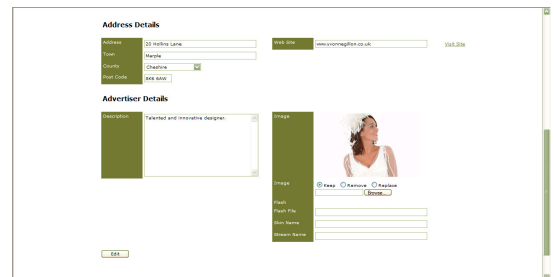 Address Details
Address 20 Hollins Lane Web Site www.yvonnegillon.co.uk Visit Site
Town Marple
County Cheshire
Post Code SK6 6AW
Advertiser Details
Description Talented and innovative designer. Image
Image Keep Remove Replace
Browse...
Flash
Flash File
Skin Name
Stream Name
Edit